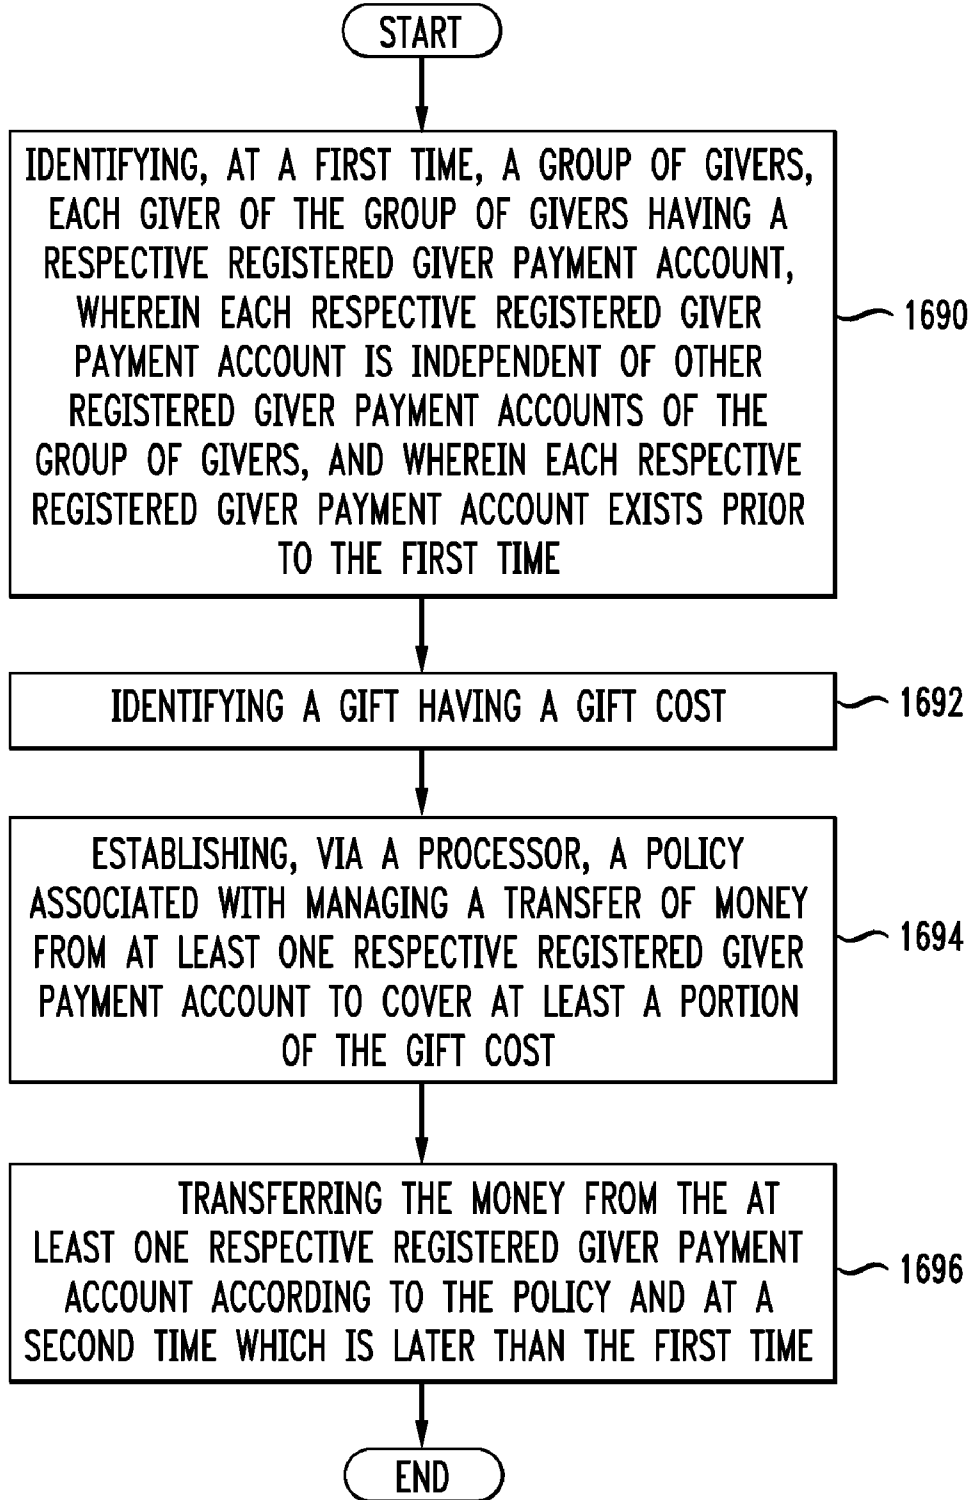 START
IDENTIFYING, AT A FIRST TIME, A GROUP OF GIVERS,
EACH GIVER OF THE GROUP OF GIVERS HAVING A
RESPECTIVE REGISTERED GIVER PAYMENT ACCOUNT,
WHEREIN EACH RESPECTIVE REGISTERED GIVER
PAYMENT ACCOUNT IS INDEPENDENT OF OTHER
REGISTERED GIVER PAYMENT ACCOUNTS OF THE
GROUP OF GIVERS, AND WHEREIN EACH RESPECTIVE
REGISTERED GIVER PAYMENT ACCOUNT EXISTS PRIOR
TO THE FIRST TIME
1690
IDENTIFYING A GIFT HAVING A GIFT COST
1692
ESTABLISHING, VIA A PROCESSOR, A POLICY
ASSOCIATED WITH MANAGING A TRANSFER OF MONEY
FROM AT LEAST ONE RESPECTIVE REGISTERED GIVER
PAYMENT ACCOUNT TO COVER AT LEAST A PORTION
OF THE GIFT COST
1694
TRANSFERRING THE MONEY FROM THE AT
LEAST ONE RESPECTIVE REGISTERED GIVER PAYMENT
ACCOUNT ACCORDING TO THE POLICY AND AT A
SECOND TIME WHICH IS LATER THAN THE FIRST TIME
1696
END